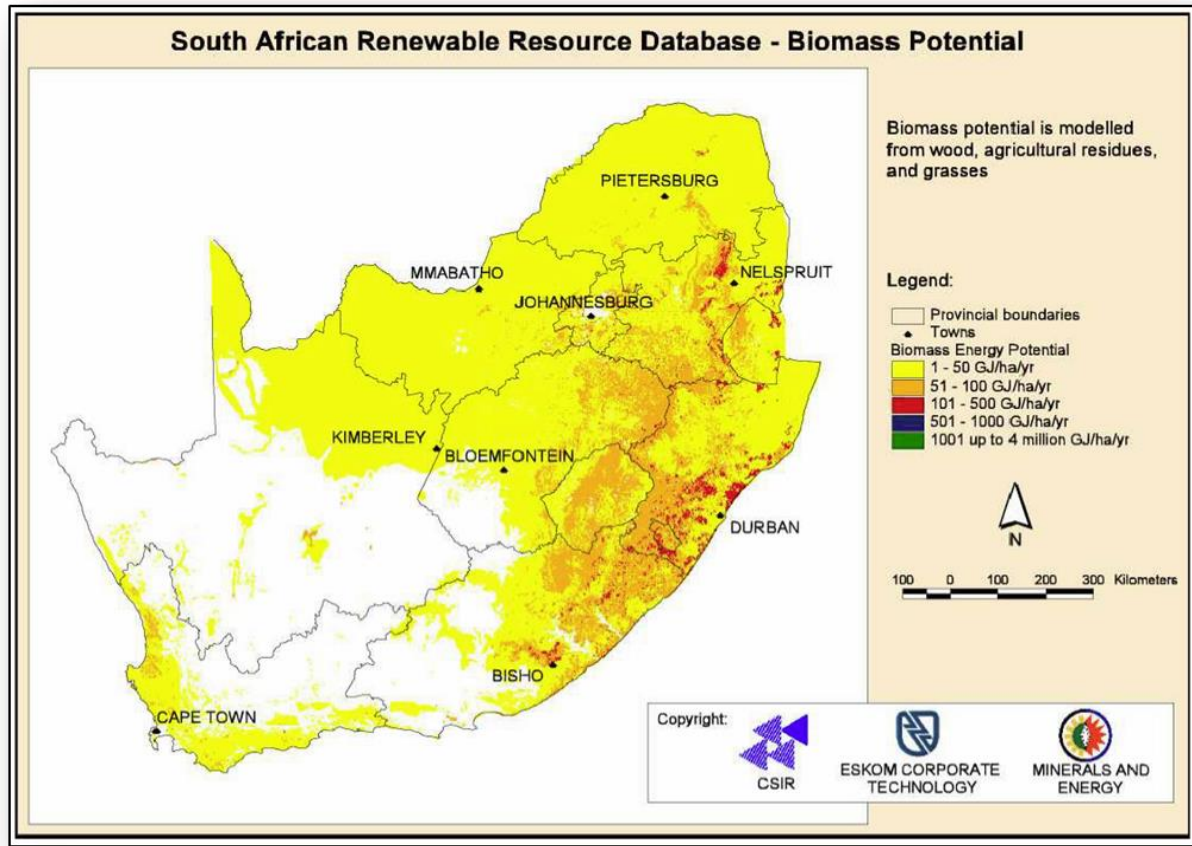 South African Renewable Resource Database - Biomass Potential
Biomass potential is modelled
from wood, agricultural residues,
and grasses
PIETERSBURG
MMABATHO
NELSPRUIT
JOHANNESBURG
KIMBERLEY
BLOEMFONTEIN
DURBAN
BISHO
CAPE TOWN
Legend:
Provincial boundaries
Towns
Biomass Energy Potential
1 - 50 GJ/ha/yr
51 - 100 GJ/ha/yr
101 - 500 GJ/ha/yr
501 - 1000 GJ/ha/yr
1001 up to 4 million GJ/ha/yr
N
100 0 100 200 300 Kilometers
Copyright:
CSIR
ESKOM CORPORATE
TECHNOLOGY
MINERALS AND
ENERGY